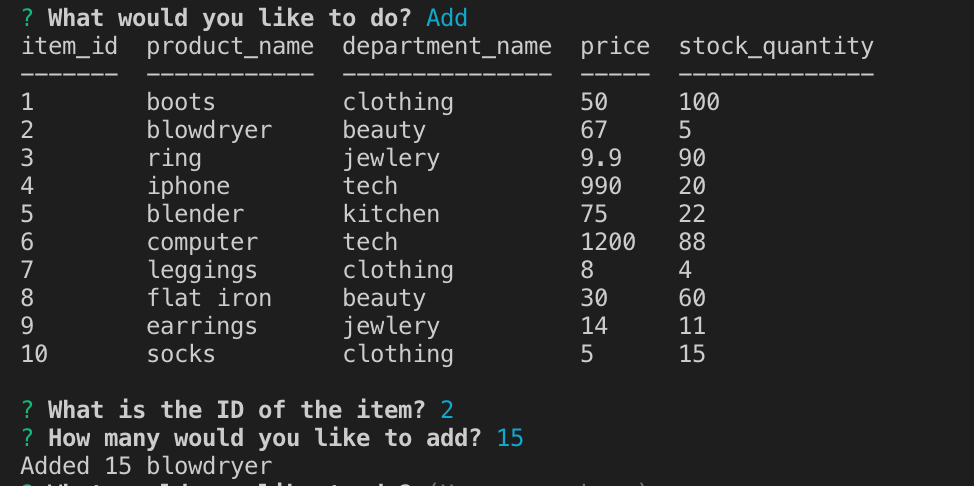 ? What would you like to do? Add
item_id  product_name  department_name  price  stock_quantity
-------  ------------  ---------------  -----  --------------
1        boots         clothing         50     100
2        blowdryer     beauty           67     5
3        ring          jewlery          9.9    90
4        iphone        tech             990    20
5        blender       kitchen          75     22
6        computer      tech             1200   88
7        leggings      clothing         8      4
8        flat iron     beauty           30     60
9        earrings      jewlery          14     11
10       socks         clothing         5      15
? What is the ID of the item? 2
? How many would you like to add? 15
Added 15 blowdryer